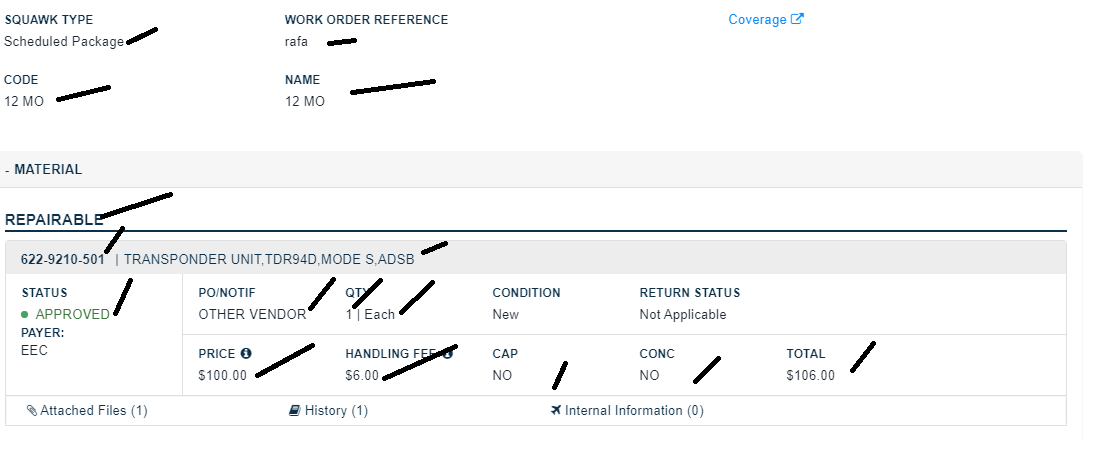 SQUAWK TYPE WORK ORDER REFERENCE Coverage
Scheduled Package rafa
CODE NAME
12 MO 12 MO
- MATERIAL
REPAIRABLE
622-9210-501 | TRANSPONDER UNIT,TDR94D,MODE S,ADSB
STATUS PO/NOTIF QTY CONDITION RETURN STATUS
APPROVED OTHER VENDOR 1 | Each New Not Applicable
PAYER:
EEC PRICE HANDLING FEE CAP CONC TOTAL
$100.00 $6.00 NO NO $106.00
Attached Files (1) History (1) Internal Information (0)